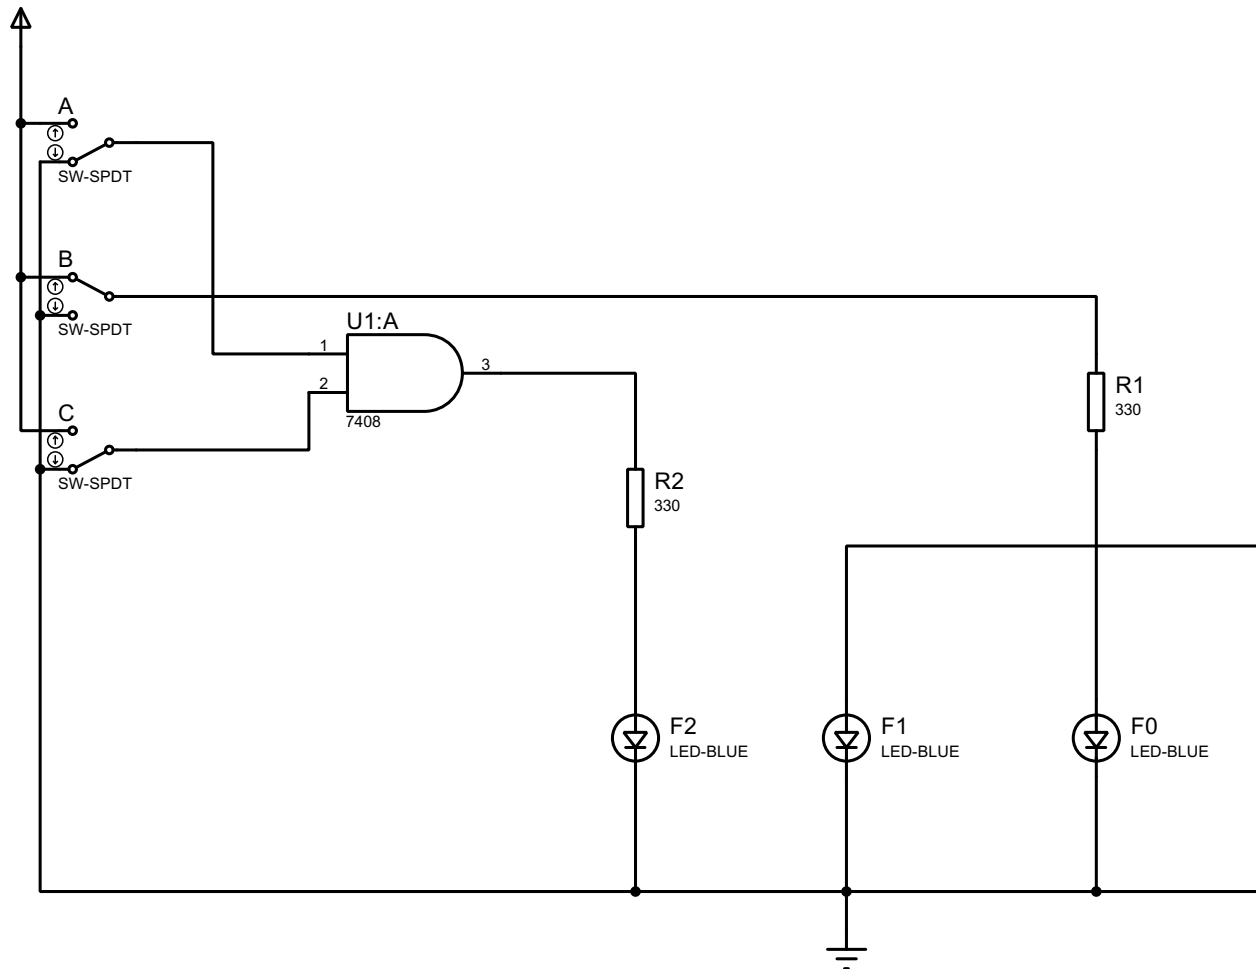 A
SW-SPDT
B
SW-SPDT
U1:A
1
2
3
7408
C
SW-SPDT
R1
330
R2
330
F2
LED-BLUE
F1
LED-BLUE
F0
LED-BLUE